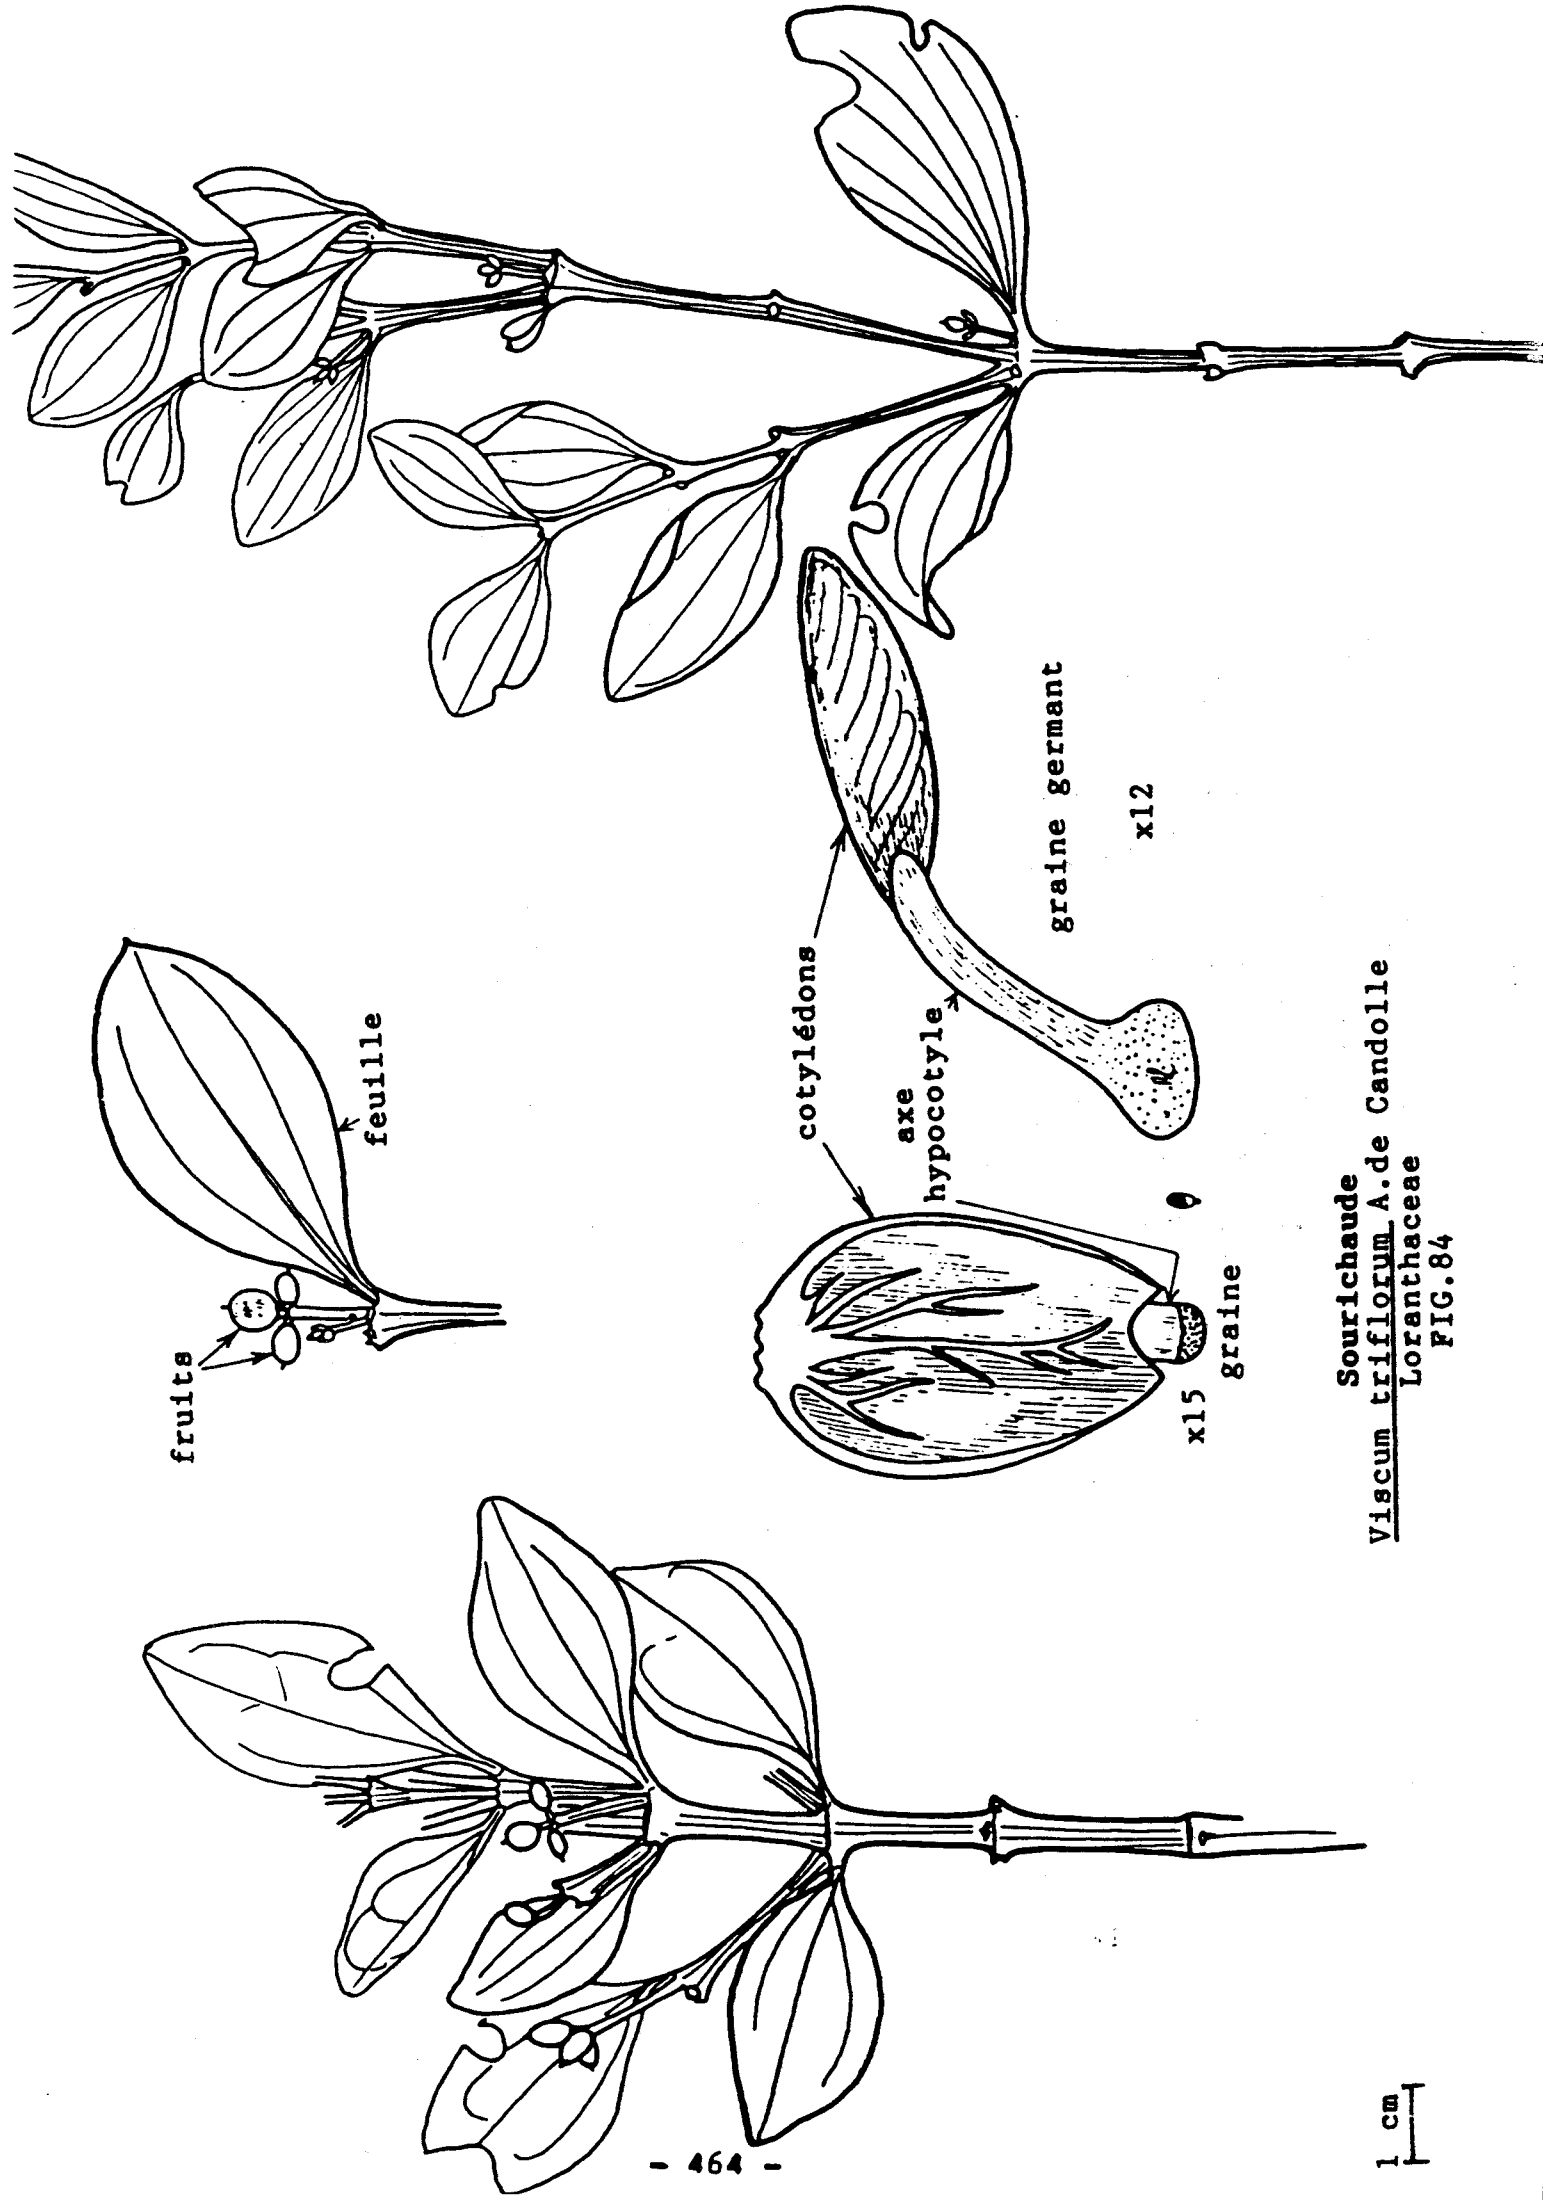 fruits
feuille
cotylédons
axe
hypocotyle
graine germant
x12
x15
graine
1 cm
Sourichaude
Viscum triflorum A.de Candolle
Loranthaceae
FIG.84
- 464 -